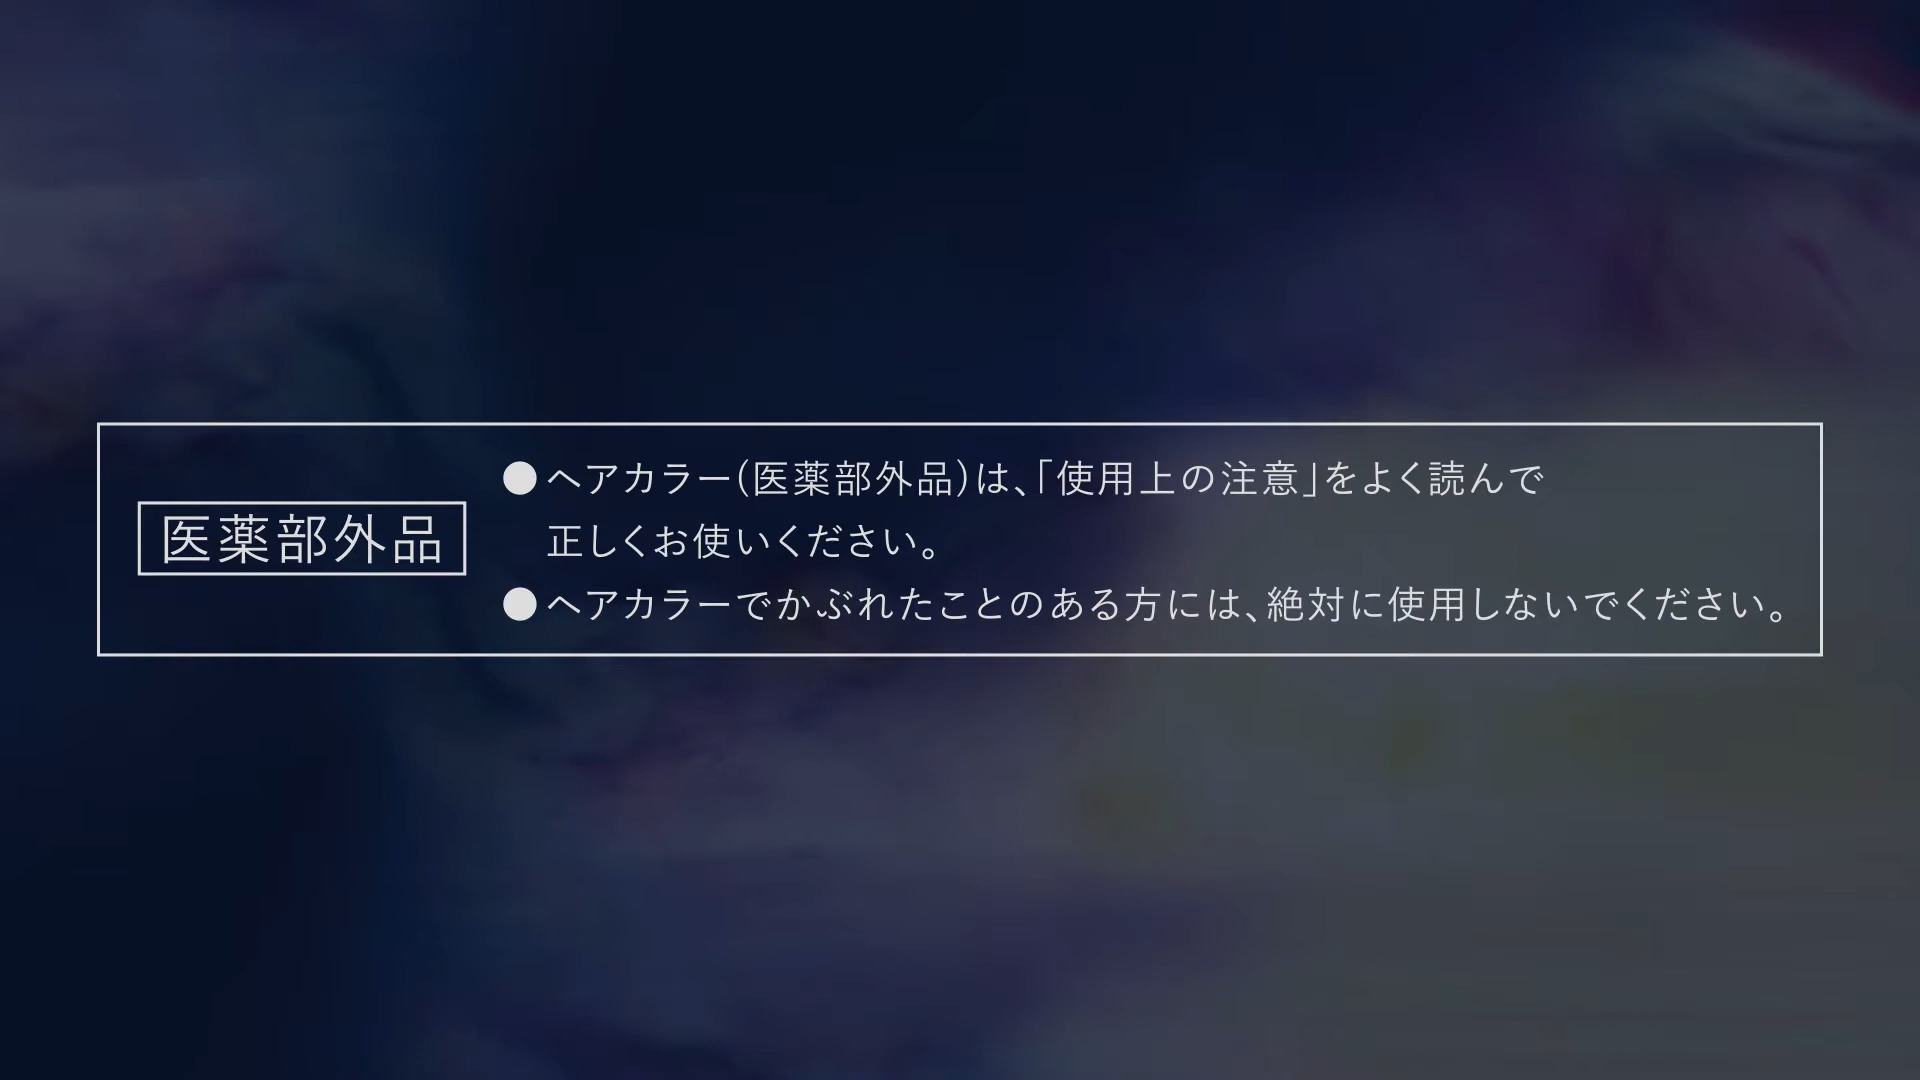 医薬部外品
●ヘアカラー(医薬部外品)は、「使用上の注意」をよく読んで
正しくお使いください。
●ヘアカラーでかぶれたことのある方には、絶対に使用しないでください。